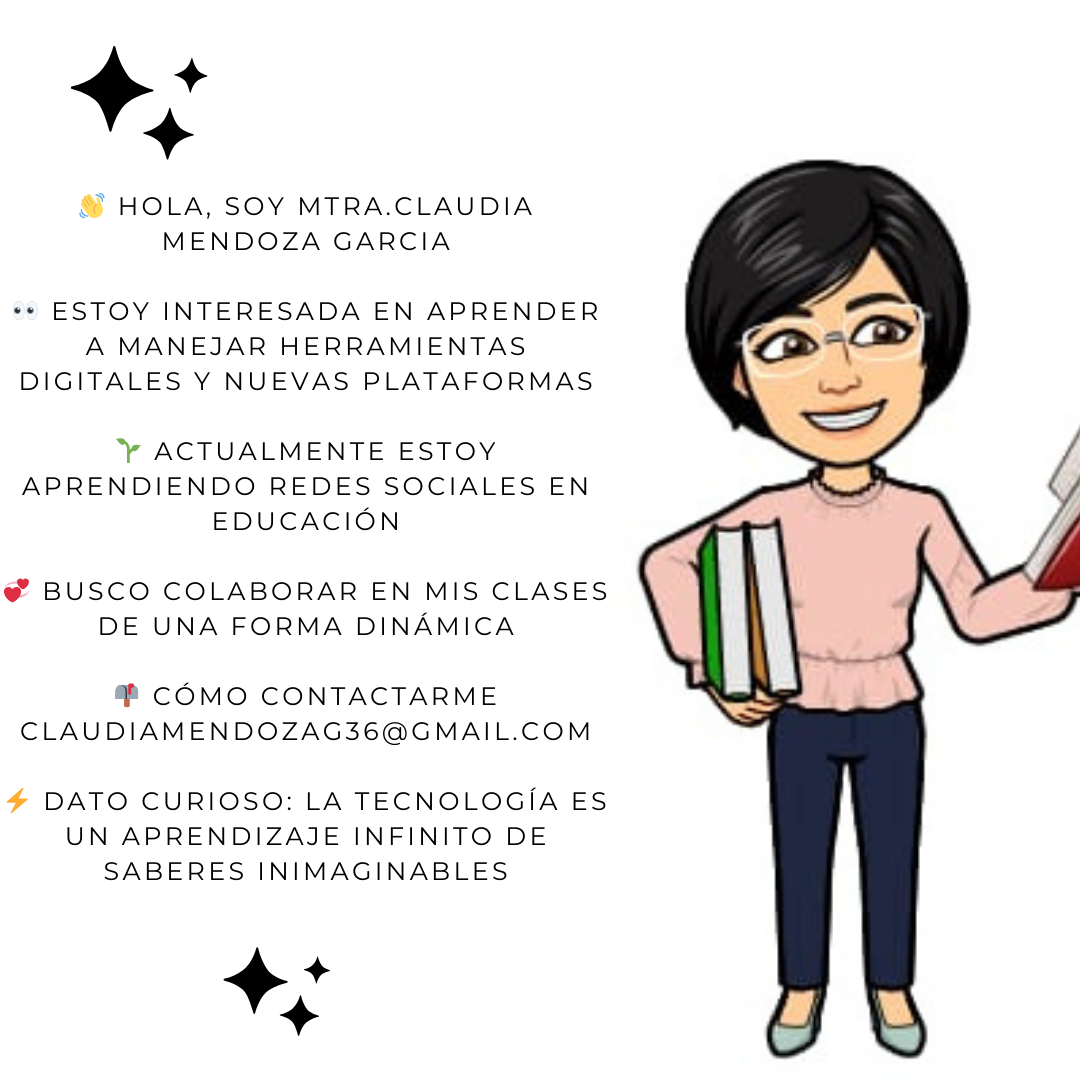 👋 HOLA, SOY MTRA.CLAUDIA
MENDOZA GARCIA
👀 ESTOY INTERESADA EN APRENDER
A MANEJAR HERRAMIENTAS
DIGITALES Y NUEVAS PLATAFORMAS
🌱 ACTUALMENTE ESTOY
APRENDIENDO REDES SOCIALES EN
EDUCACIÓN
💞 BUSCO COLABORAR EN MIS CLASES
DE UNA FORMA DINÁMICA
📫 CÓMO CONTACTARME
CLAUDIAMENDOZAG36@GMAIL.COM
⚡ DATO CURIOSO: LA TECNOLOGÍA ES
UN APRENDIZAJE INFINITO DE
SABERES INIMAGINABLES